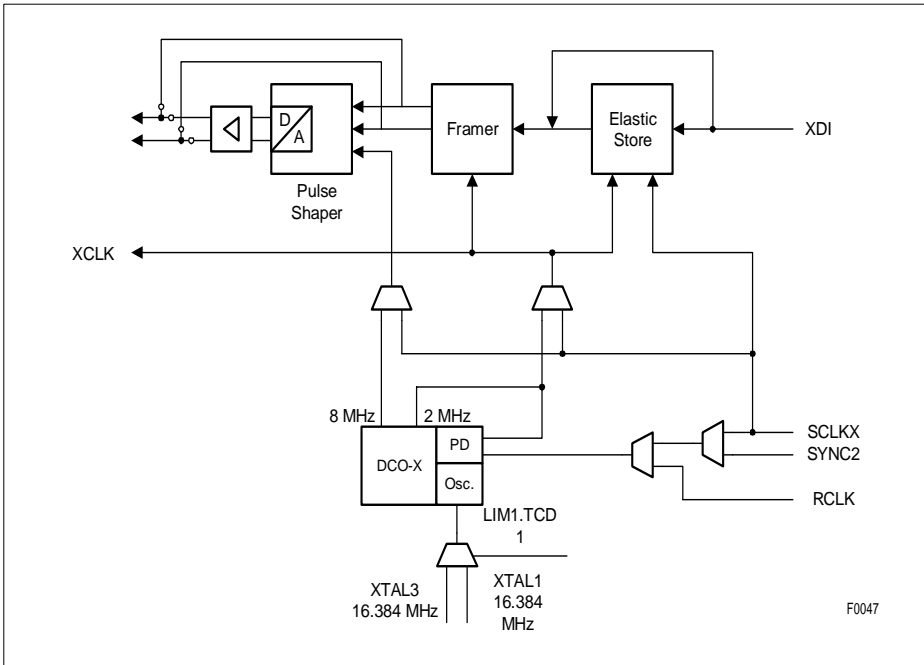 D
A
Framer
Elastic
Store
XDI
Pulse
Shaper
XCLK
8 MHz
2 MHz
PD
DCO-X
Osc.
SCLKX
SYNC2
RCLK
LIM1.TCD
1
XTAL3
16.384 MHz
XTAL1
16.384
MHz
F0047